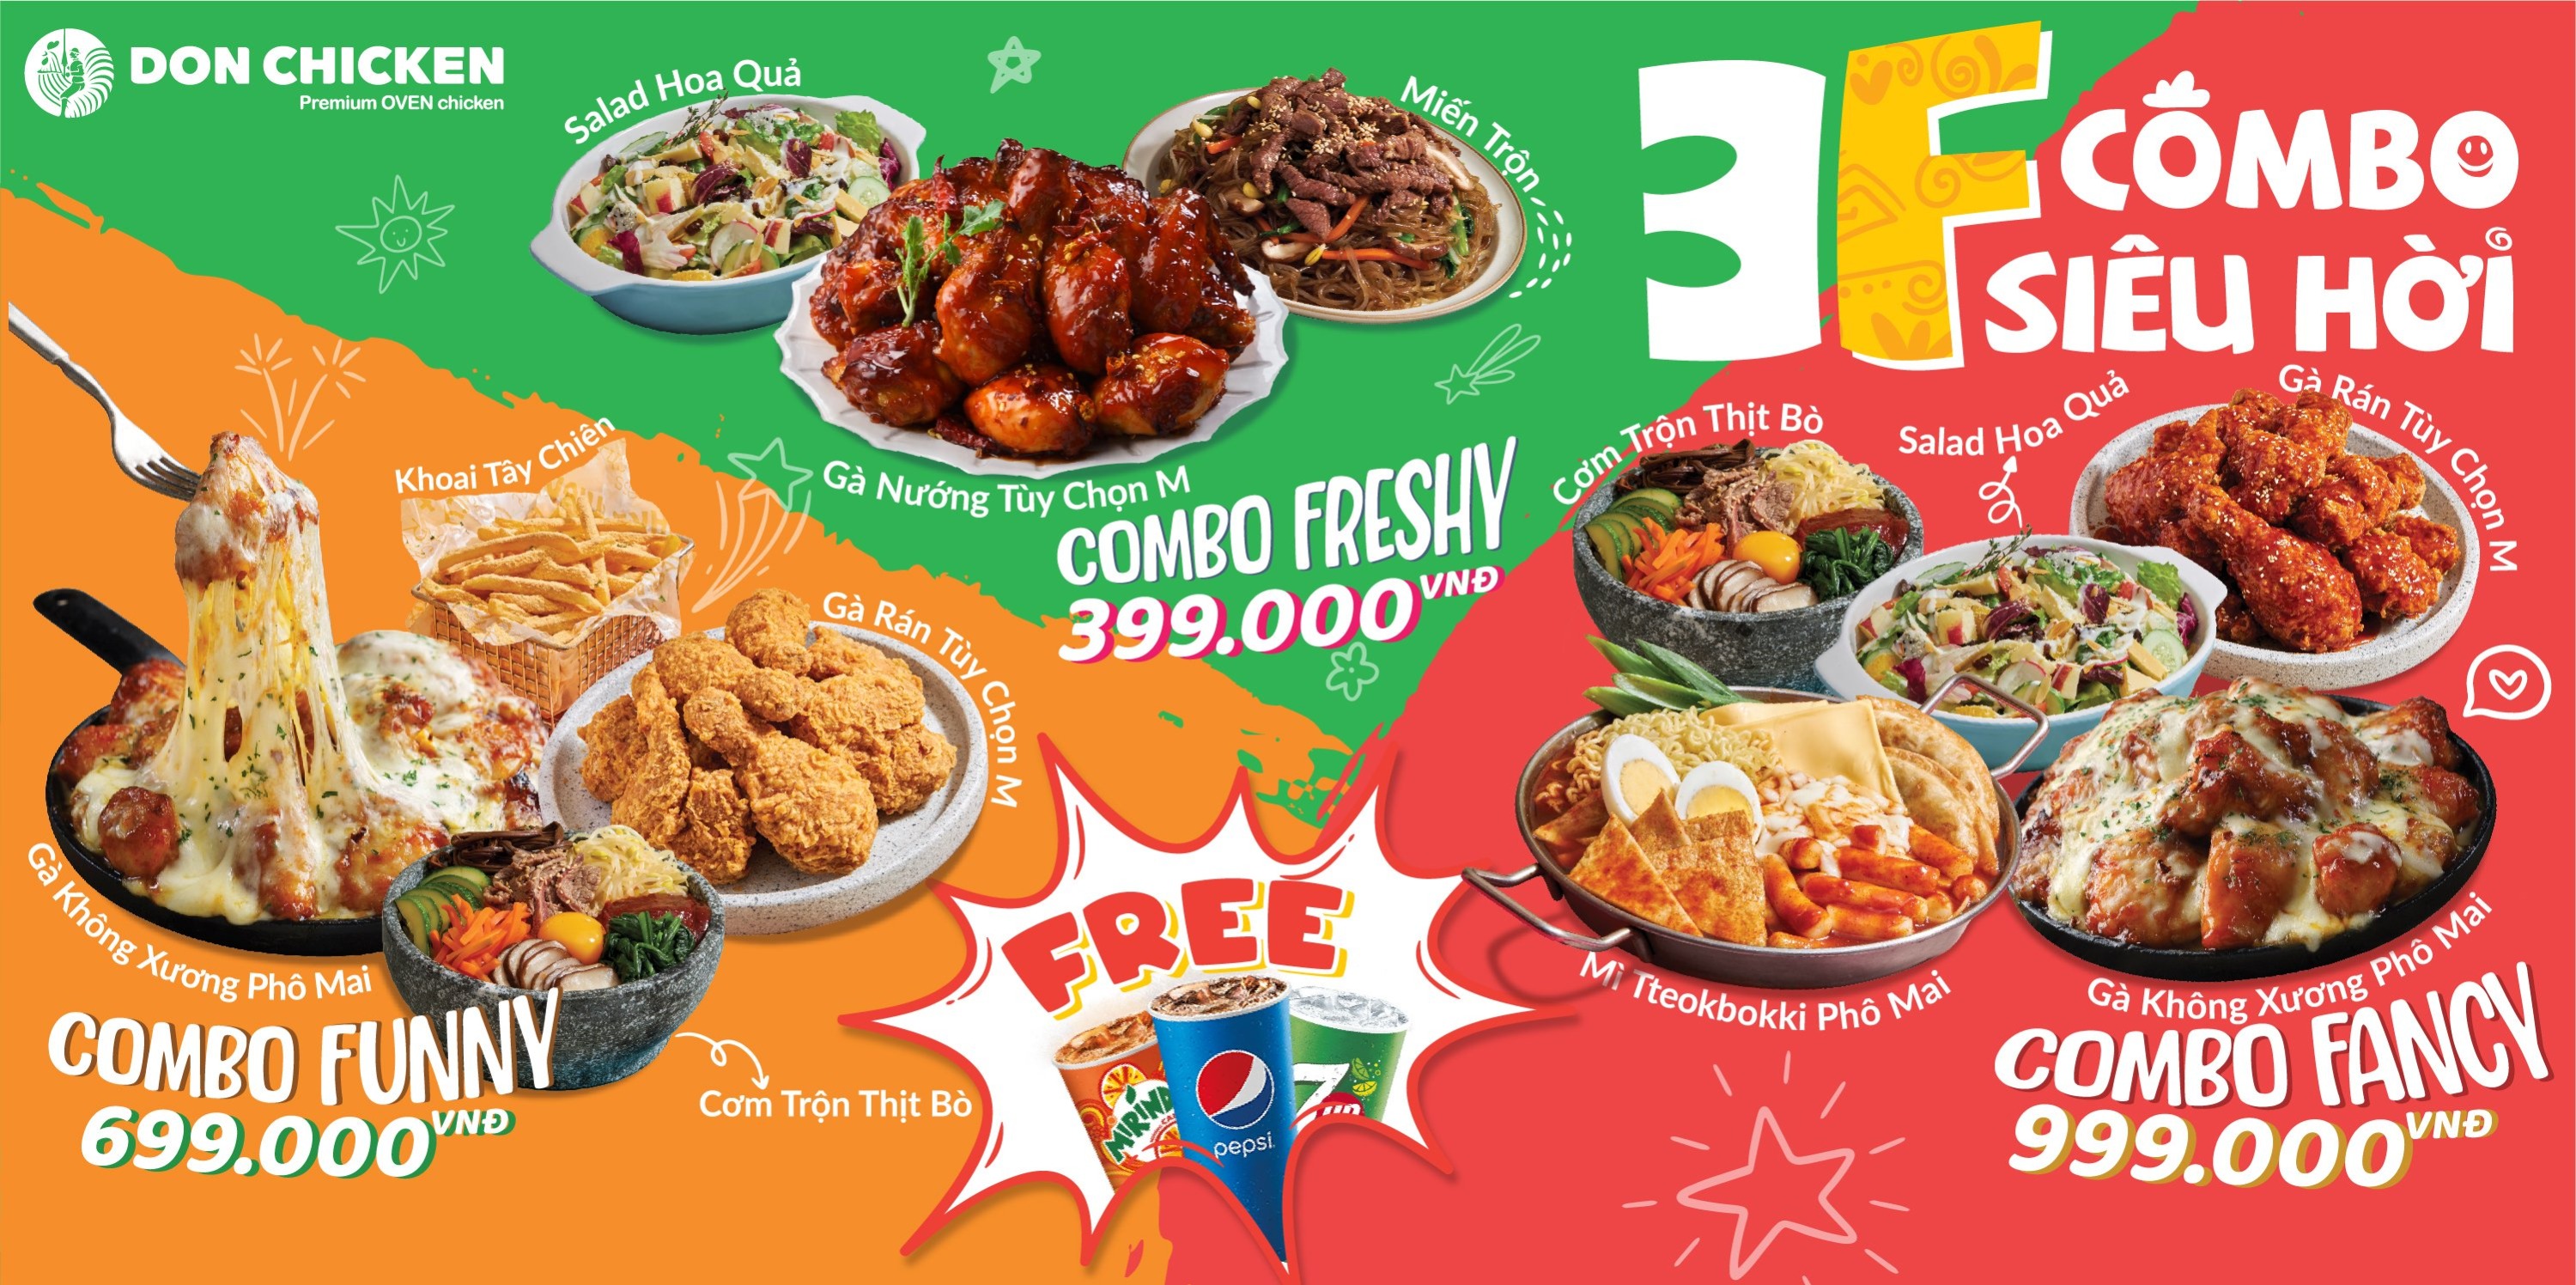 DON CHICKEN
Premium OVEN chicken
3F COMBO
SIÊU HỜI
Salad Hoa Quả
Miến Trộn
Gà Nướng Tùy Chọn M
COMBO FRESHY
399.000 VNĐ
Khoai Tây Chiên
Gà Rán Tùy Chọn M
Gà Không Xương Phô Mai
Cơm Trộn Thịt Bò
COMBO FUNNY
699.000 VNĐ
FREE
MIRINDA
pepsi
7UP
Cơm Trộn Thịt Bò
Salad Hoa Quả
Gà Rán Tùy Chọn M
Mì Tteokbokki Phô Mai
Gà Không Xương Phô Mai
COMBO FANCY
999.000 VNĐ